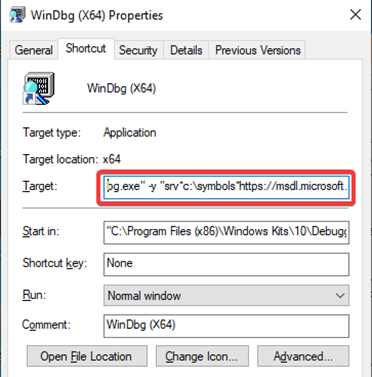 WinDbg (X64) Properties
General Shortcut Security Details Previous Versions
WinDbg (X64)
Target type: Application
Target location: x64
Target: bg.exe" -y "srv*c:\symbols*https://msdl.microsoft.
Start in: "C:\Program Files (x86)\Windows Kits\10\Debugg
Shortcut key: None
Run: Normal window
Comment: WinDbg (X64)
Open File Location Change Icon... Advanced...